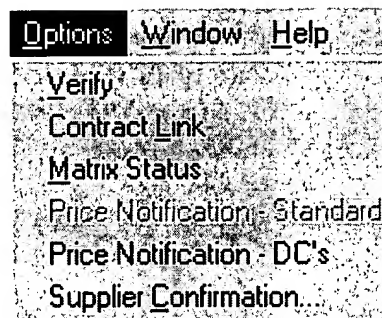 Options Window Help
Verify
Contract Link
Matrix Status
Price Notification - Standard
Price Notification - DC's
Supplier Confirmation...